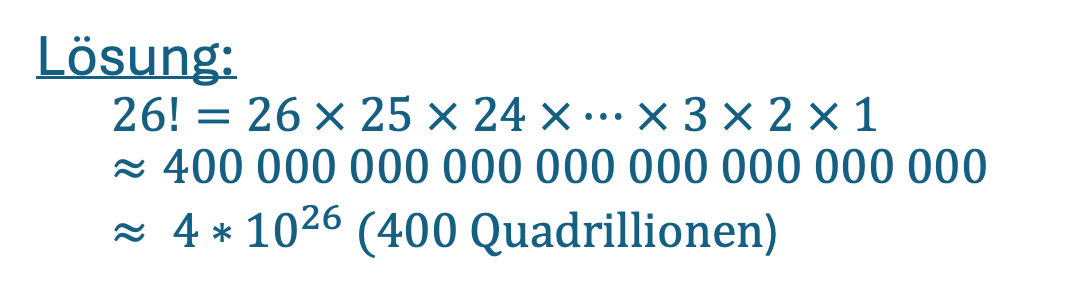 Lösung:
26! = 26 × 25 × 24 × ⋯ × 3 × 2 × 1
≈ 400 000 000 000 000 000 000 000 000
≈ 4 * 10²⁶ (400 Quadrillionen)